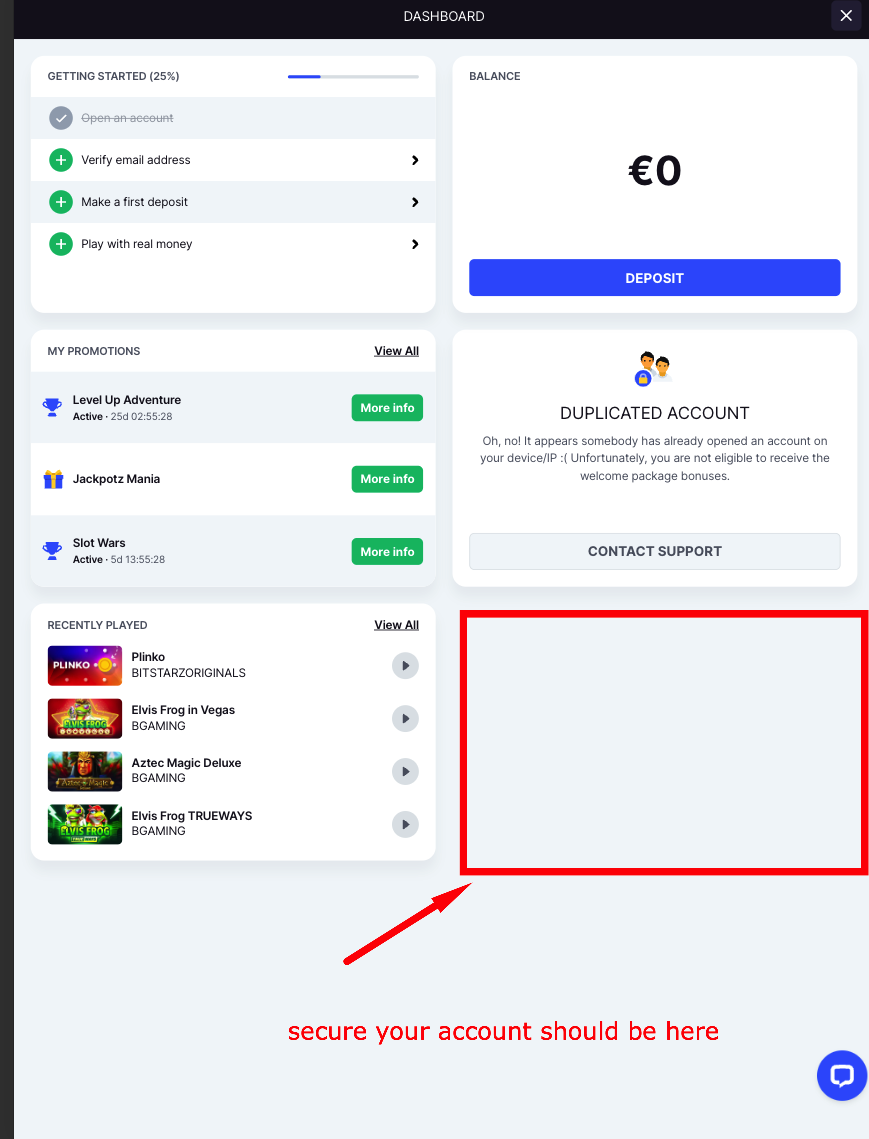 DASHBOARD
GETTING STARTED (25%)
Open an account
Verify email address
Make a first deposit
Play with real money
BALANCE
€0
DEPOSIT
MY PROMOTIONS
View All
Level Up Adventure
Active · 25d 02:55:28
More info
Jackpotz Mania
More info
Slot Wars
Active · 5d 13:55:28
More info
DUPLICATED ACCOUNT
Oh, no! It appears somebody has already opened an account on
your device/IP :( Unfortunately, you are not eligible to receive the
welcome package bonuses.
CONTACT SUPPORT
RECENTLY PLAYED
View All
PLINKO
Plinko
BITSTARZORIGINALS
ELVIS FROG
Elvis Frog in Vegas
BGAMING
Aztec Magic
Aztec Magic Deluxe
BGAMING
ELVIS FROG
Elvis Frog TRUEWAYS
BGAMING
secure your account should be here